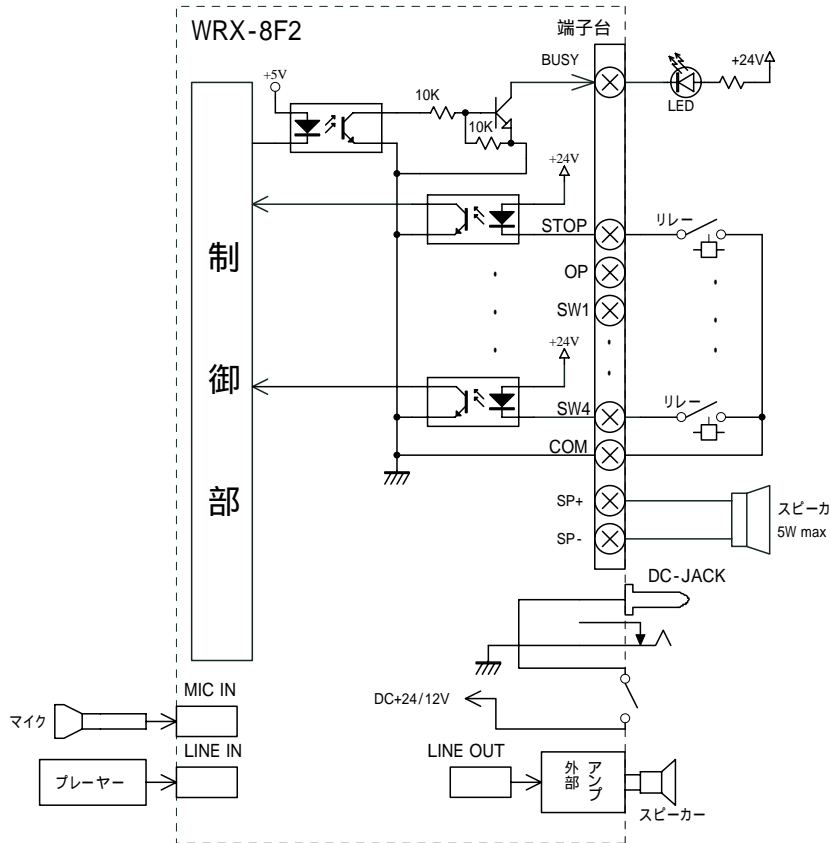 WRX-8F2
端子台
BUSY
+24V
LED
+5V
10K
10K
+24V
STOP
リレー
OP
SW1
+24V
SW4
リレー
COM
制御部
SP+
SP-
スピーカ
5W max
DC-JACK
DC+24/12V
マイク
MIC IN
プレーヤー
LINE IN
LINE OUT
外部アンプ
スピーカー